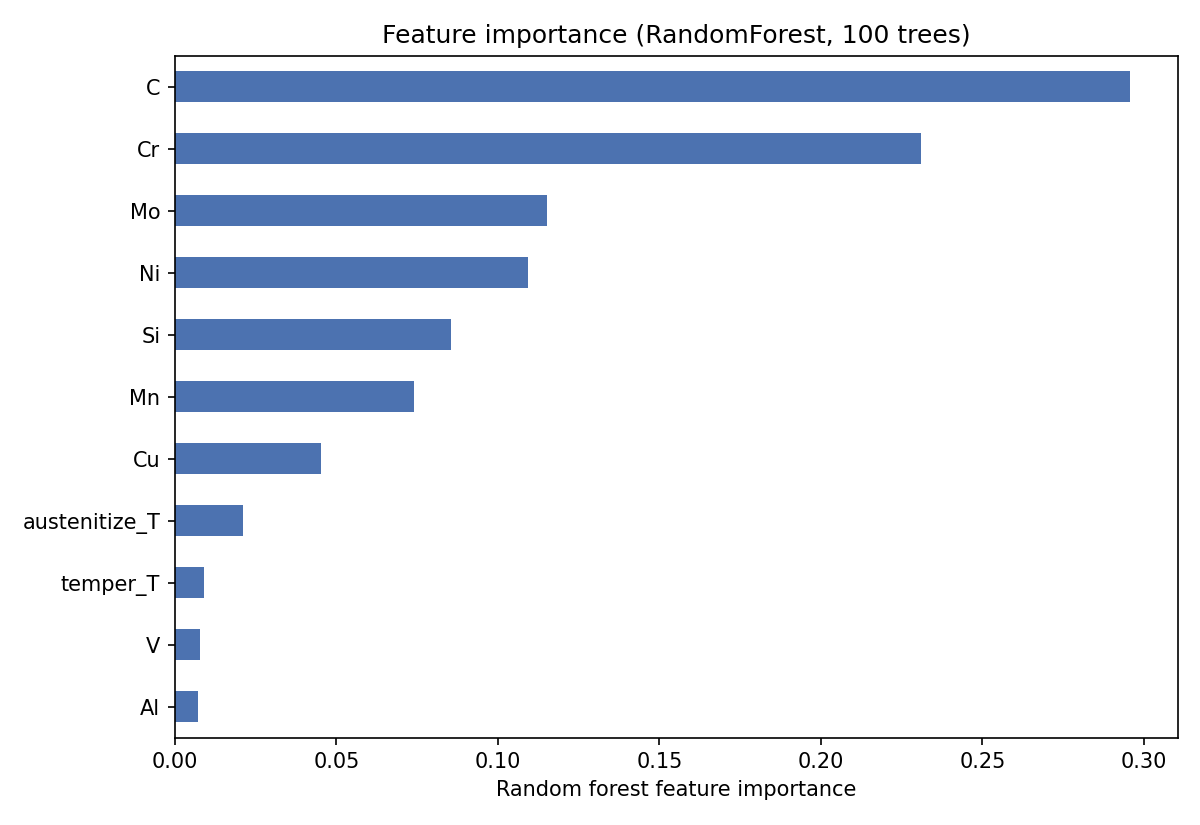 Feature importance (RandomForest, 100 trees)
C
Cr
Mo
Ni
Si
Mn
Cu
austenitize_T
temper_T
V
Al
0.00 0.05 0.10 0.15 0.20 0.25 0.30
Random forest feature importance